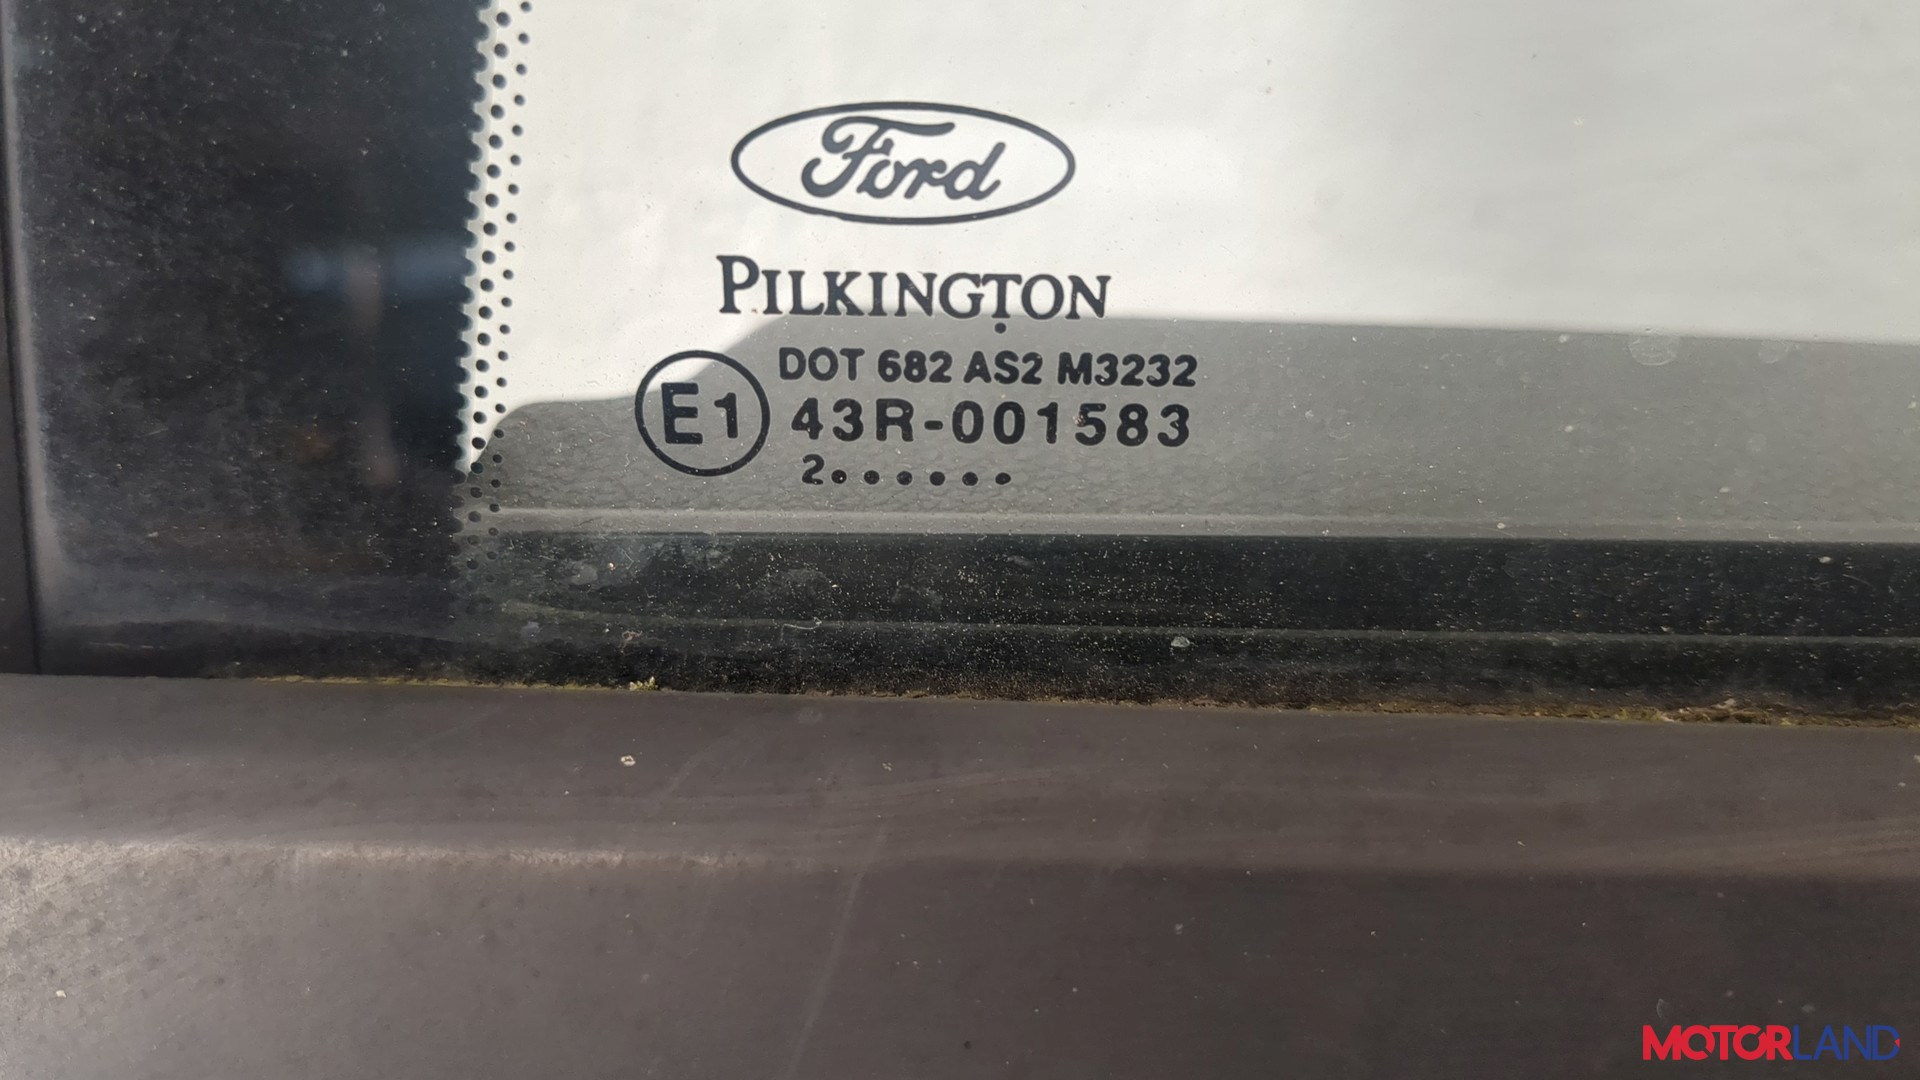 Ford
PILKINGTON
DOT 682 AS2 M3232
E1 43R-001583
2••••••
MOTORLAND